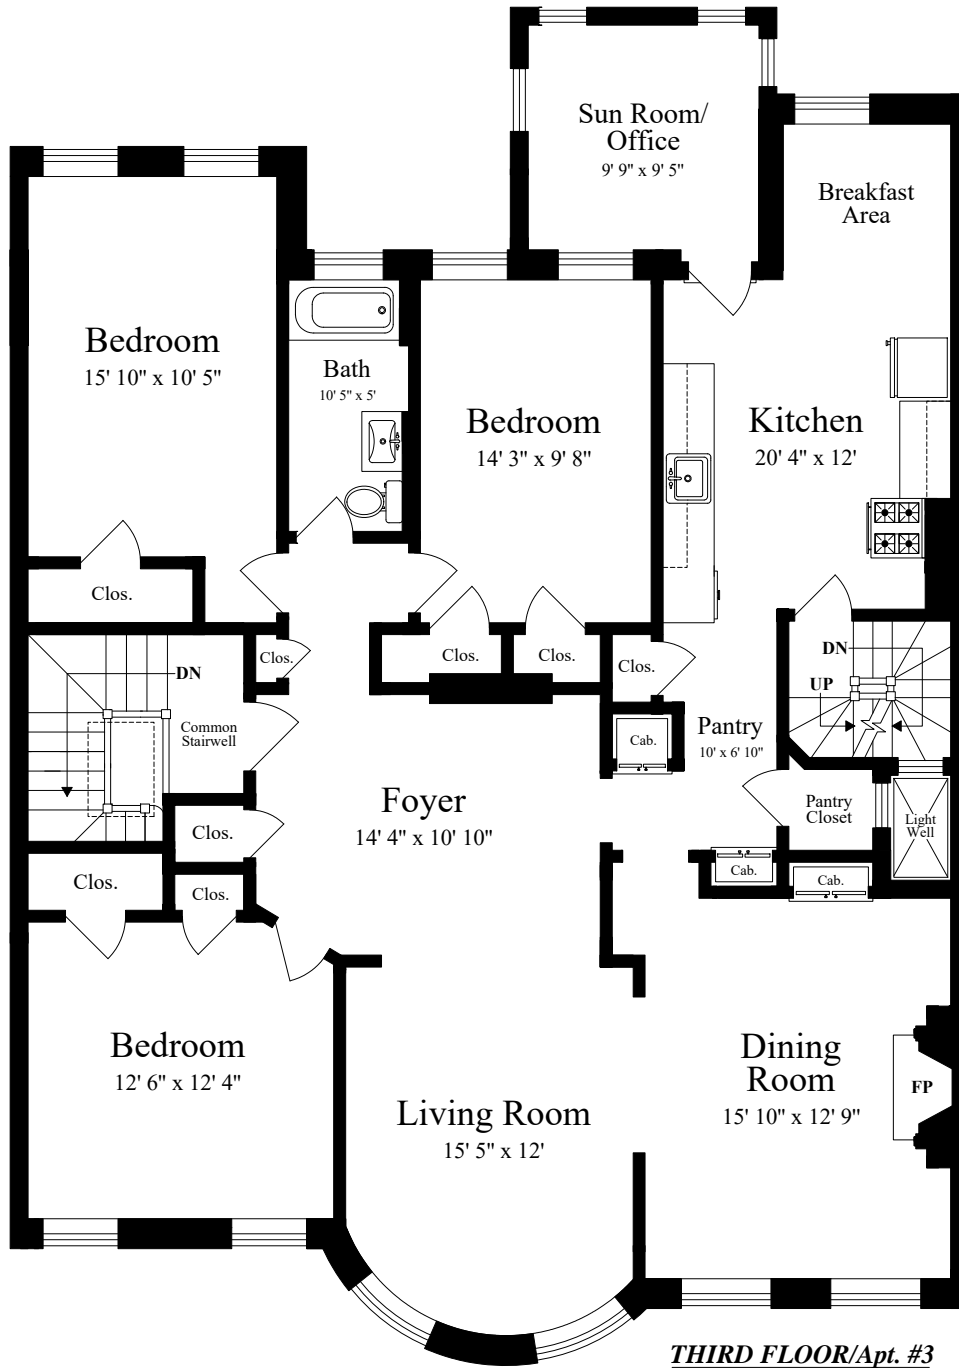 Sun Room/
Office
9' 9" x 9' 5"
Breakfast
Area
Bedroom
15' 10" x 10' 5"
Bath
10' 5" x 5'
Bedroom
14' 3" x 9' 8"
Kitchen
20' 4" x 12'
Clos.
Clos.
Clos.
Clos.
Clos.
DN
Common
Stairwell
DN
UP
Cab.
Pantry
10' x 6' 10"
Foyer
14' 4" x 10' 10"
Clos.
Pantry
Closet
Light
Well
Clos.
Clos.
Cab.
Cab.
Bedroom
12' 6" x 12' 4"
Living Room
15' 5" x 12'
Dining
Room
15' 10" x 12' 9"
FP
THIRD FLOOR/Apt. #3